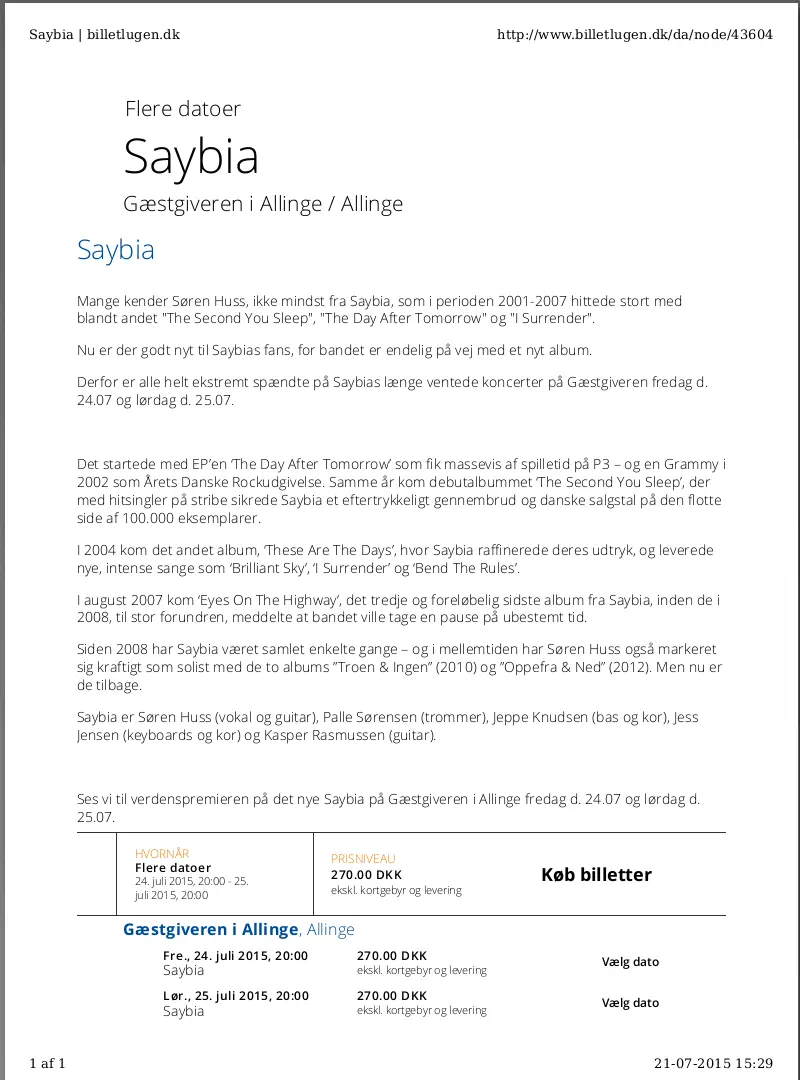 Saybia | billetlugen.dk
http://www.billetlugen.dk/da/node/43604
Flere datoer
Saybia
Gæstgiveren i Allinge / Allinge
Saybia
Mange kender Søren Huss, ikke mindst fra Saybia, som i perioden 2001-2007 hittede stort med
blandt andet "The Second You Sleep", "The Day After Tomorrow" og "I Surrender".
Nu er der godt nyt til Saybias fans, for bandet er endelig på vej med et nyt album.
Derfor er alle helt ekstremt spændte på Saybias længe ventede koncerter på Gæstgiveren fredag d.
24.07 og lørdag d. 25.07.
Det startede med EP’en ‘The Day After Tomorrow’ som fik massevis af spilletid på P3 – og en Grammy i
2002 som Årets Danske Rockudgivelse. Samme år kom debutalbummet ‘The Second You Sleep’, der
med hitsingler på stribe sikrede Saybia et eftertrykkeligt gennembrud og danske salgstal på den flotte
side af 100.000 eksemplarer.
I 2004 kom det andet album, ‘These Are The Days’, hvor Saybia raffinerede deres udtryk, og leverede
nye, intense sange som ‘Brilliant Sky’, ‘I Surrender’ og ‘Bend The Rules’.
I august 2007 kom ‘Eyes On The Highway’, det tredje og foreløbelig sidste album fra Saybia, inden de i
2008, til stor forundren, meddelte at bandet ville tage en pause på ubestemt tid.
Siden 2008 har Saybia været samlet enkelte gange – og i mellemtiden har Søren Huss også markeret
sig kraftigt som solist med de to albums ”Troen & Ingen” (2010) og ”Oppefra & Ned” (2012). Men nu er
de tilbage.
Saybia er Søren Huss (vokal og guitar), Palle Sørensen (trommer), Jeppe Knudsen (bas og kor), Jess
Jensen (keyboards og kor) og Kasper Rasmussen (guitar).
Ses vi til verdenspremieren på det nye Saybia på Gæstgiveren i Allinge fredag d. 24.07 og lørdag d.
25.07.
HVORNÅR
Flere datoer
24. juli 2015, 20:00 - 25.
juli 2015, 20:00
PRISNIVEAU
270.00 DKK
ekskl. kortgebyr og levering
Køb billetter
Gæstgiveren i Allinge, Allinge
Fre., 24. juli 2015, 20:00
Saybia
270.00 DKK
ekskl. kortgebyr og levering
Vælg dato
Lør., 25. juli 2015, 20:00
Saybia
270.00 DKK
ekskl. kortgebyr og levering
Vælg dato
1 af 1
21-07-2015 15:29